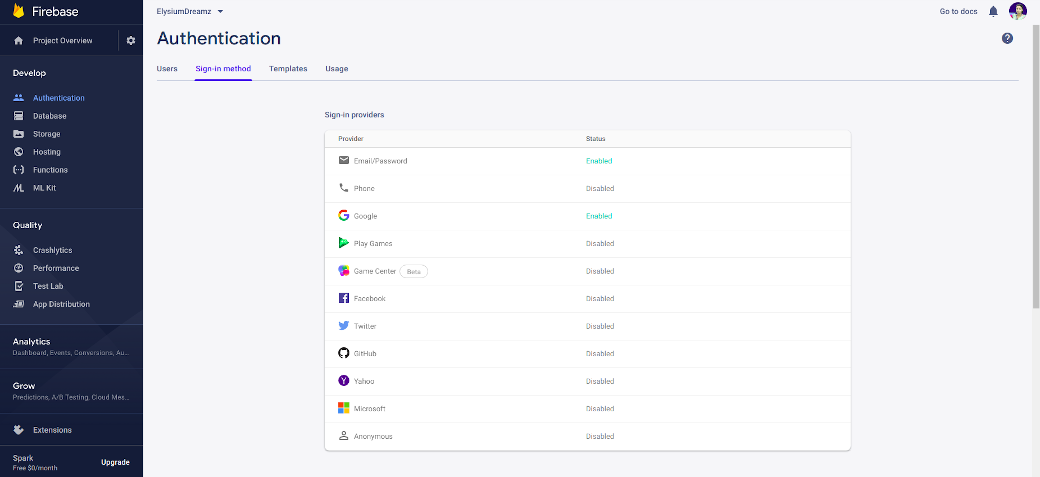 Firebase
Project Overview
Develop
Authentication
Database
Storage
Hosting
Functions
ML Kit
Quality
Crashlytics
Performance
Test Lab
App Distribution
Analytics
Dashboard, Events, Conversions, Au...
Grow
Predictions, A/B Testing, Cloud Mes...
Extensions
Spark
Free $0/month
Upgrade
ElysiumDreamz
Go to docs
Authentication
Users Sign-in method Templates Usage
Sign-in providers
Provider Status
Email/Password Enabled
Phone Disabled
Google Enabled
Play Games Disabled
Game Center Beta Disabled
Facebook Disabled
Twitter Disabled
GitHub Disabled
Yahoo Disabled
Microsoft Disabled
Anonymous Disabled